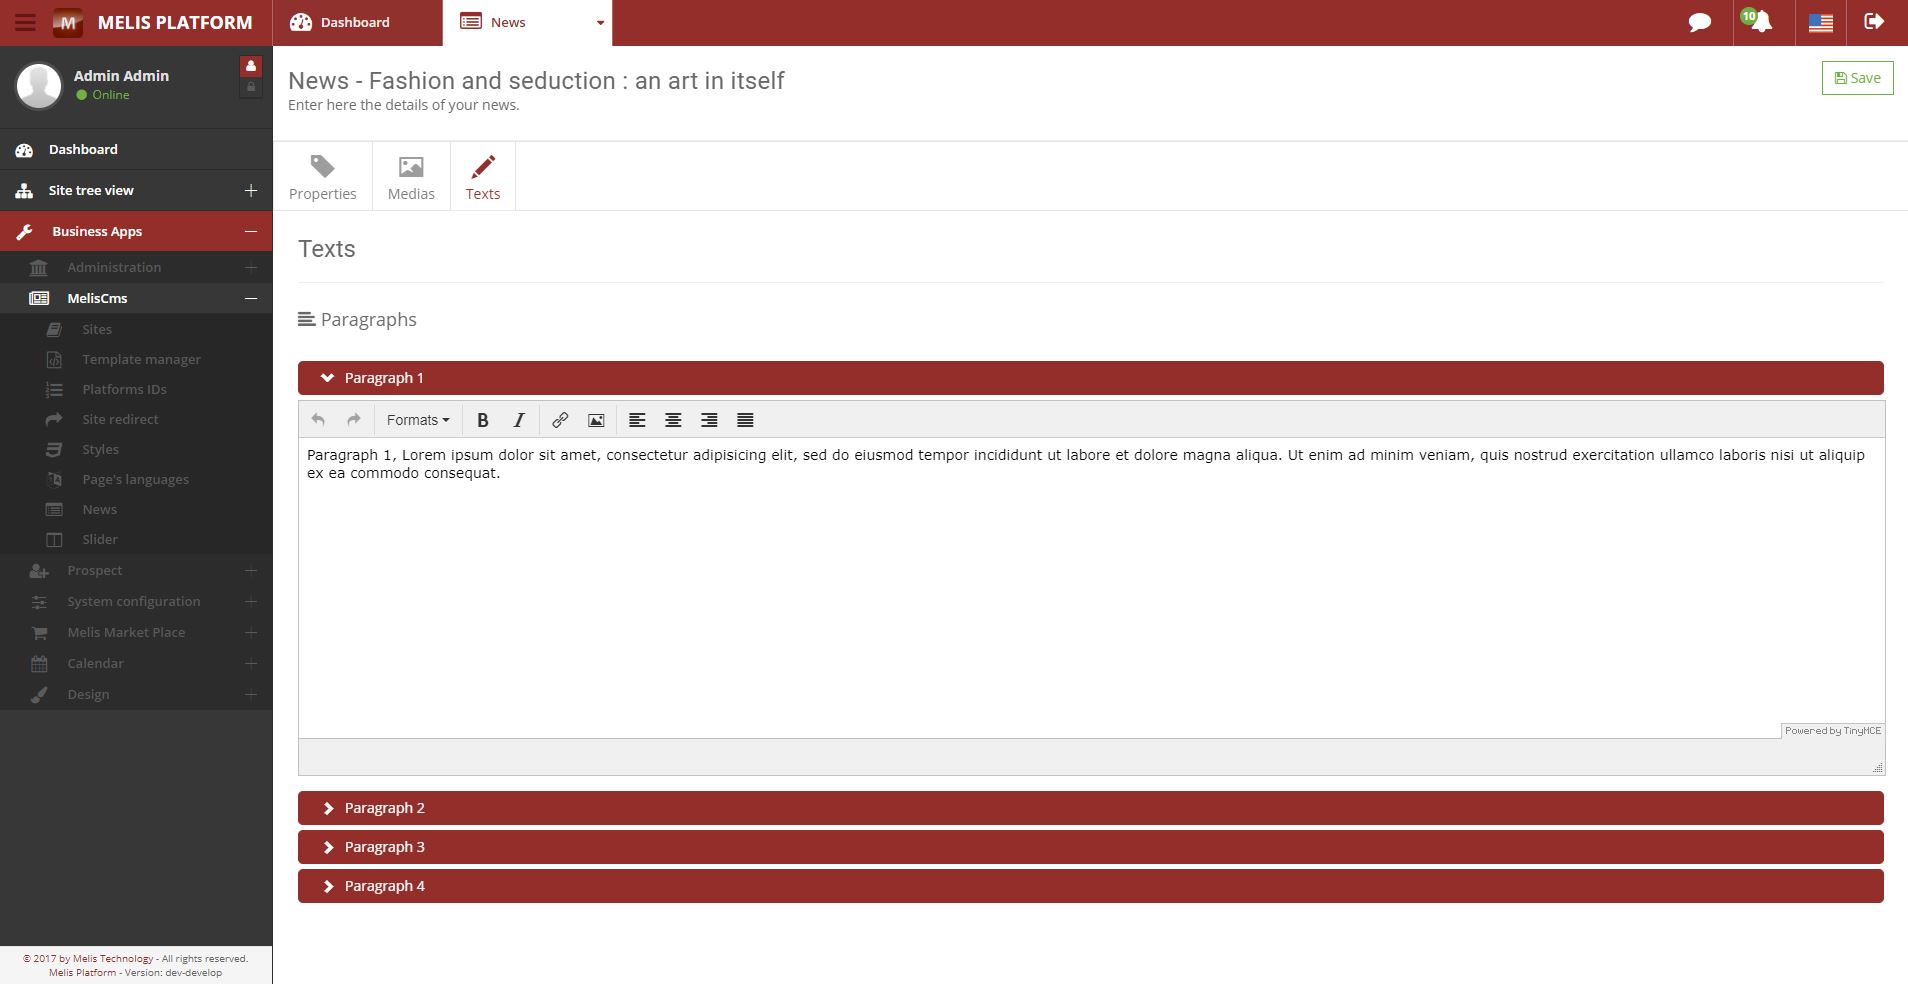 MELIS PLATFORM
Dashboard
News
10
Admin Admin
Online
Dashboard
Site tree view
Business Apps
Administration
MelisCms
Sites
Template manager
Platforms IDs
Site redirect
Styles
Page's languages
News
Slider
Prospect
System configuration
Melis Market Place
Calendar
Design
© 2017 by Melis Technology - All rights reserved.
Melis Platform - Version: dev-develop
News - Fashion and seduction : an art in itself
Enter here the details of your news.
Save
Properties
Medias
Texts
Texts
Paragraphs
Paragraph 1
Formats
B
I
Paragraph 1, Lorem ipsum dolor sit amet, consectetur adipisicing elit, sed do eiusmod tempor incididunt ut labore et dolore magna aliqua. Ut enim ad minim veniam, quis nostrud exercitation ullamco laboris nisi ut aliquip
ex ea commodo consequat.
Powered by TinyMCE
Paragraph 2
Paragraph 3
Paragraph 4